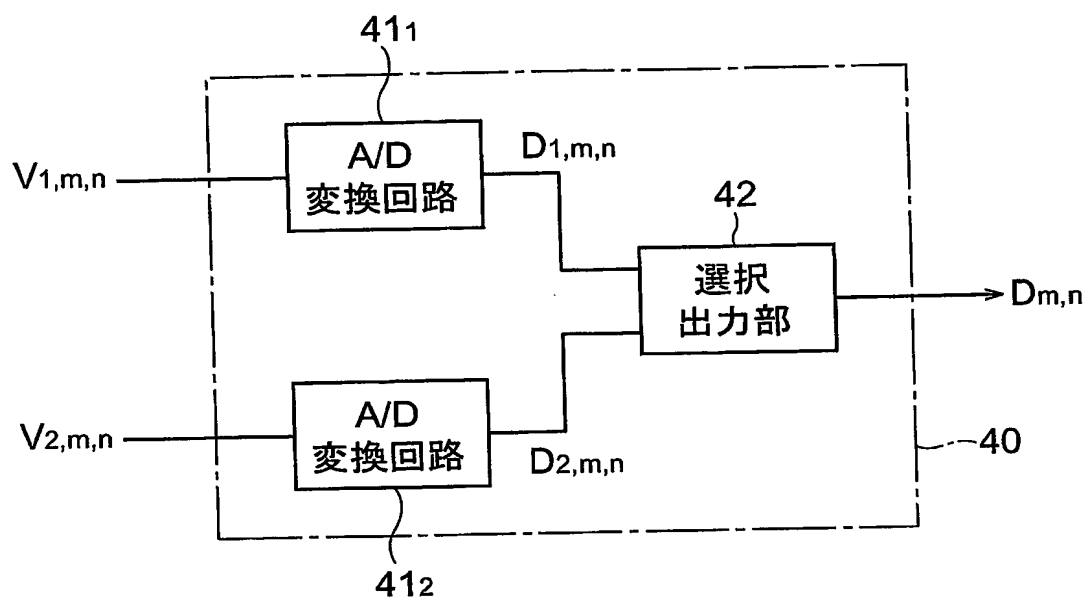 41₁
V1,m,n
A/D
変換回路
D1,m,n
42
選択
出力部
Dm,n
V2,m,n
A/D
変換回路
D2,m,n
40
41₂